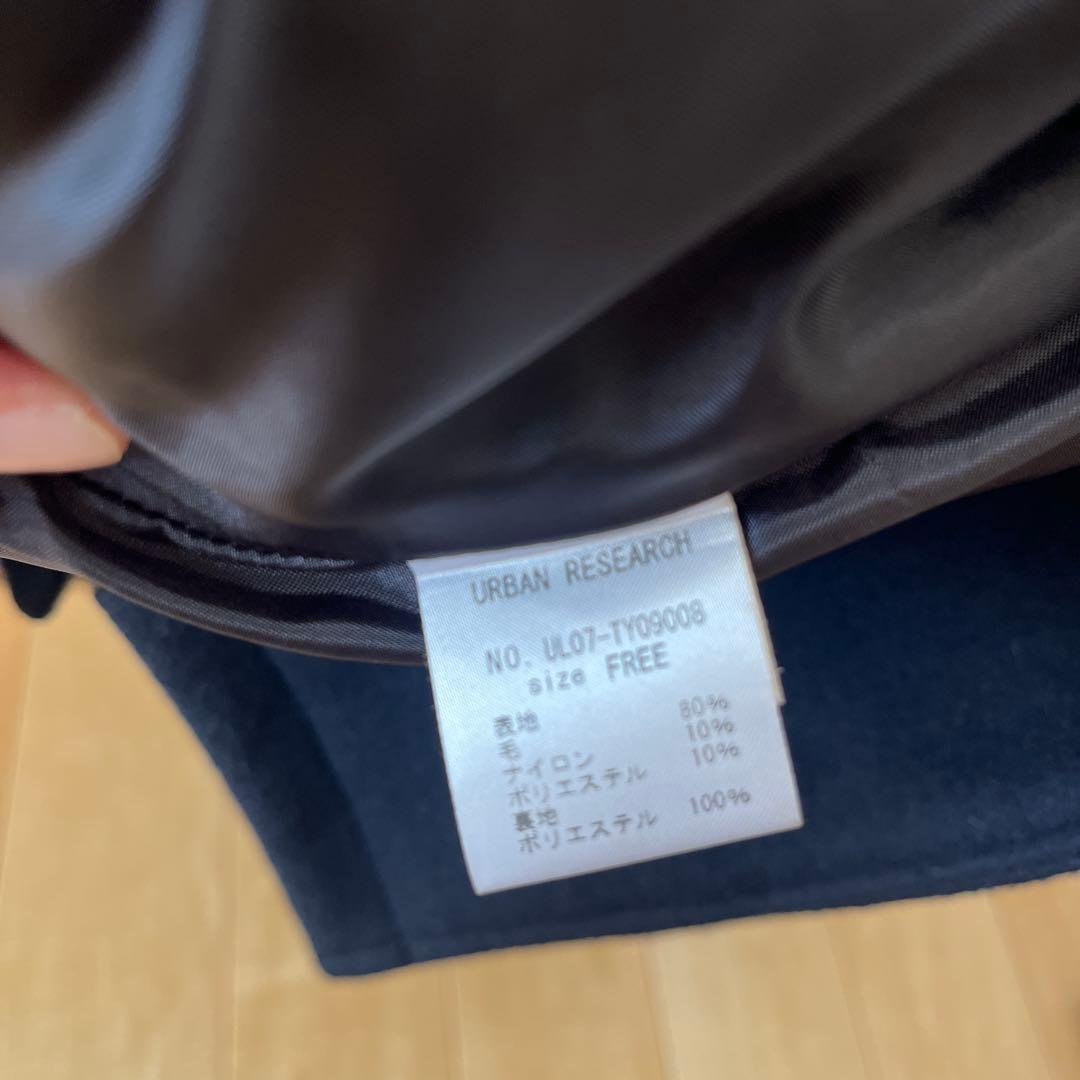 URBAN RESEARCH
NO. UL07-TY09008
size FREE
表地
毛 80%
ナイロン 10%
ポリエステル 10%
裏地
ポリエステル 100%